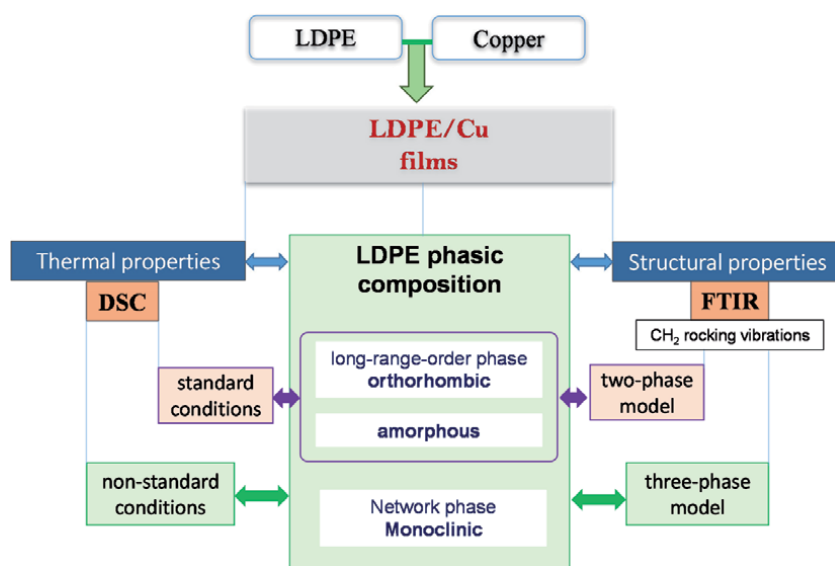 LDPE
Copper
LDPE/Cu
films
Thermal properties
LDPE phasic
composition
Structural properties
DSC
FTIR
CH₂ rocking vibrations
standard
conditions
long-range-order phase
orthorhombic
amorphous
two-phase
model
non-standard
conditions
Network phase
Monoclinic
three-phase
model